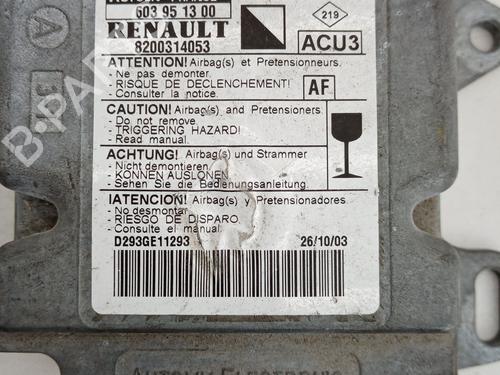 603 95 13 00
RENAULT
8200314053
219
ACU3
ATTENTION! Airbag(s) et Pretensionneurs.
- Ne pas demonter.
- RISQUE DE DECLENCHEMENT!
- Consulter la notice.
AF
CAUTION! Airbag(s) and Pretensioners.
- Do not remove.
- TRIGGERING HAZARD!
- Read manual.
ACHTUNG! Airbag(s) und Strammer
- Nicht demontieren.
- KONNEN AUSLONEN.
- Sehen Sie die Bedienungsanleitung.
IATENCION! Airbag(s) y Pretensionadores.
- No desmontar.
- RIESGO DE DISPARO.
- Consulte el manual.
D293GE11293
26/10/03
A
B-PARTS